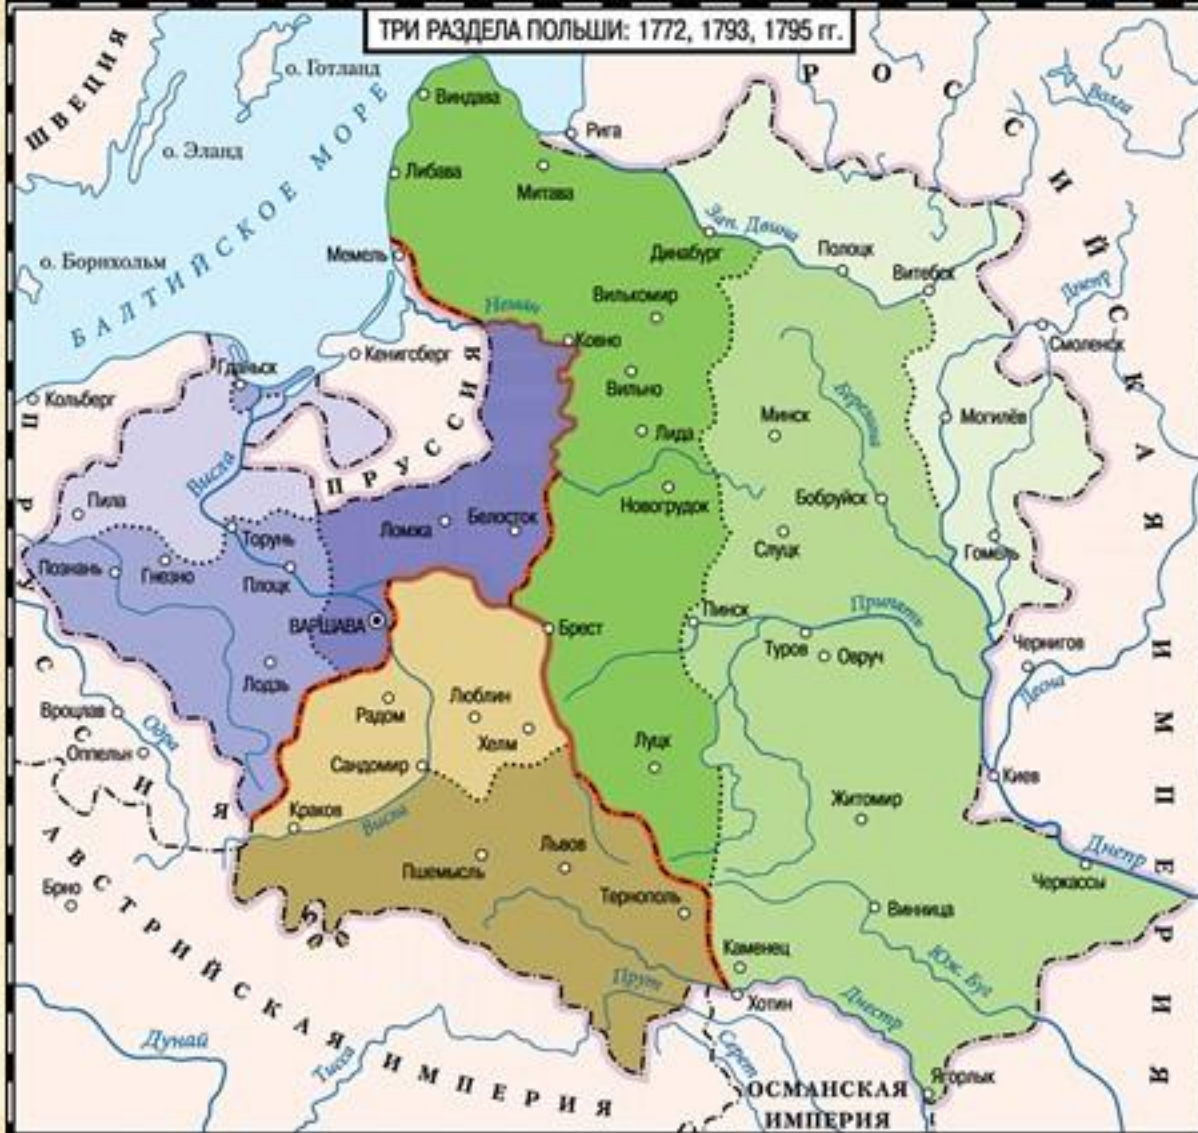 ТРИ РАЗДЕЛА ПОЛЬШИ: 1772, 1793, 1795 гг.
ШВЕЦИЯ
о. Готланд
о. Эланд
о. Борнхольм
БАЛТИЙСКОЕ МОРЕ
РОССИЙСКАЯ ИМПЕРИЯ
Волга
Виндава
Рига
Либава
Митава
Зап. Двина
Динабург
Полоцк
Витебск
Днепр
Смоленск
Мемель
Неман
Вилькомир
Ковно
Вильно
Кенигсберг
Гданьск
Кольберг
ПРУССИЯ
Лида
Минск
Березина
Могилёв
Висла
ПРУССИЯ
Пила
Новогрудок
Бобруйск
Ломжа
Белосток
Торунь
Слуцк
Гомель
Познань
Гнезно
Плоцк
ВАРШАВА
Брест
Пинск
Припять
Туров
Овруч
Чернигов
Десна
Лодзь
Радом
Люблин
Хелм
Вроцлав
Одра
Оппельн
Сандомир
Луцк
Киев
Житомир
Краков
Висла
Днепр
Черкассы
Пшемысль
Львов
Тернополь
Винница
Брно
АВСТРИЙСКАЯ ИМПЕРИЯ
Каменец
Юж. Буг
Прут
Хотин
Днестр
Дунай
Тисса
Серет
Ягорлык
ОСМАНСКАЯ
ИМПЕРИЯ